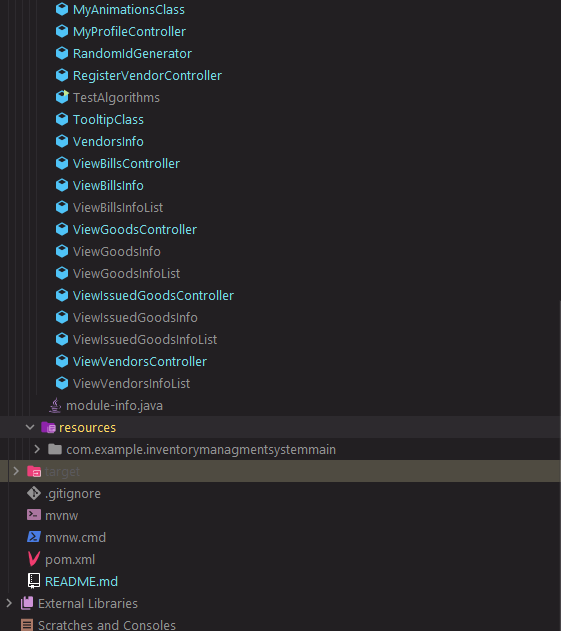 MyAnimationsClass
MyProfileController
RandomIdGenerator
RegisterVendorController
TestAlgorithms
TooltipClass
VendorsInfo
ViewBillsController
ViewBillsInfo
ViewBillsInfoList
ViewGoodsController
ViewGoodsInfo
ViewGoodsInfoList
ViewIssuedGoodsController
ViewIssuedGoodsInfo
ViewIssuedGoodsInfoList
ViewVendorsController
ViewVendorsInfoList
module-info.java
resources
com.example.inventorymanagmentsystemmain
target
.gitignore
mvnw
mvnw.cmd
pom.xml
README.md
External Libraries
Scratches and Consoles